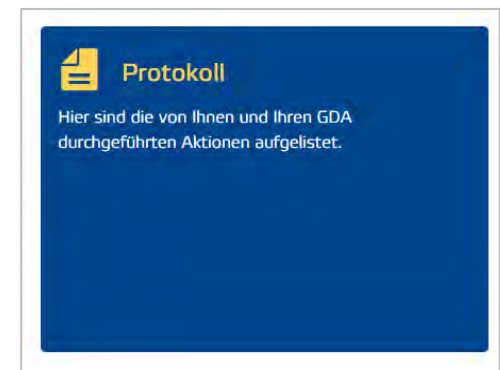 Protokoll
Hier sind die von Ihnen und Ihren GDA
durchgeführten Aktionen aufgelistet.